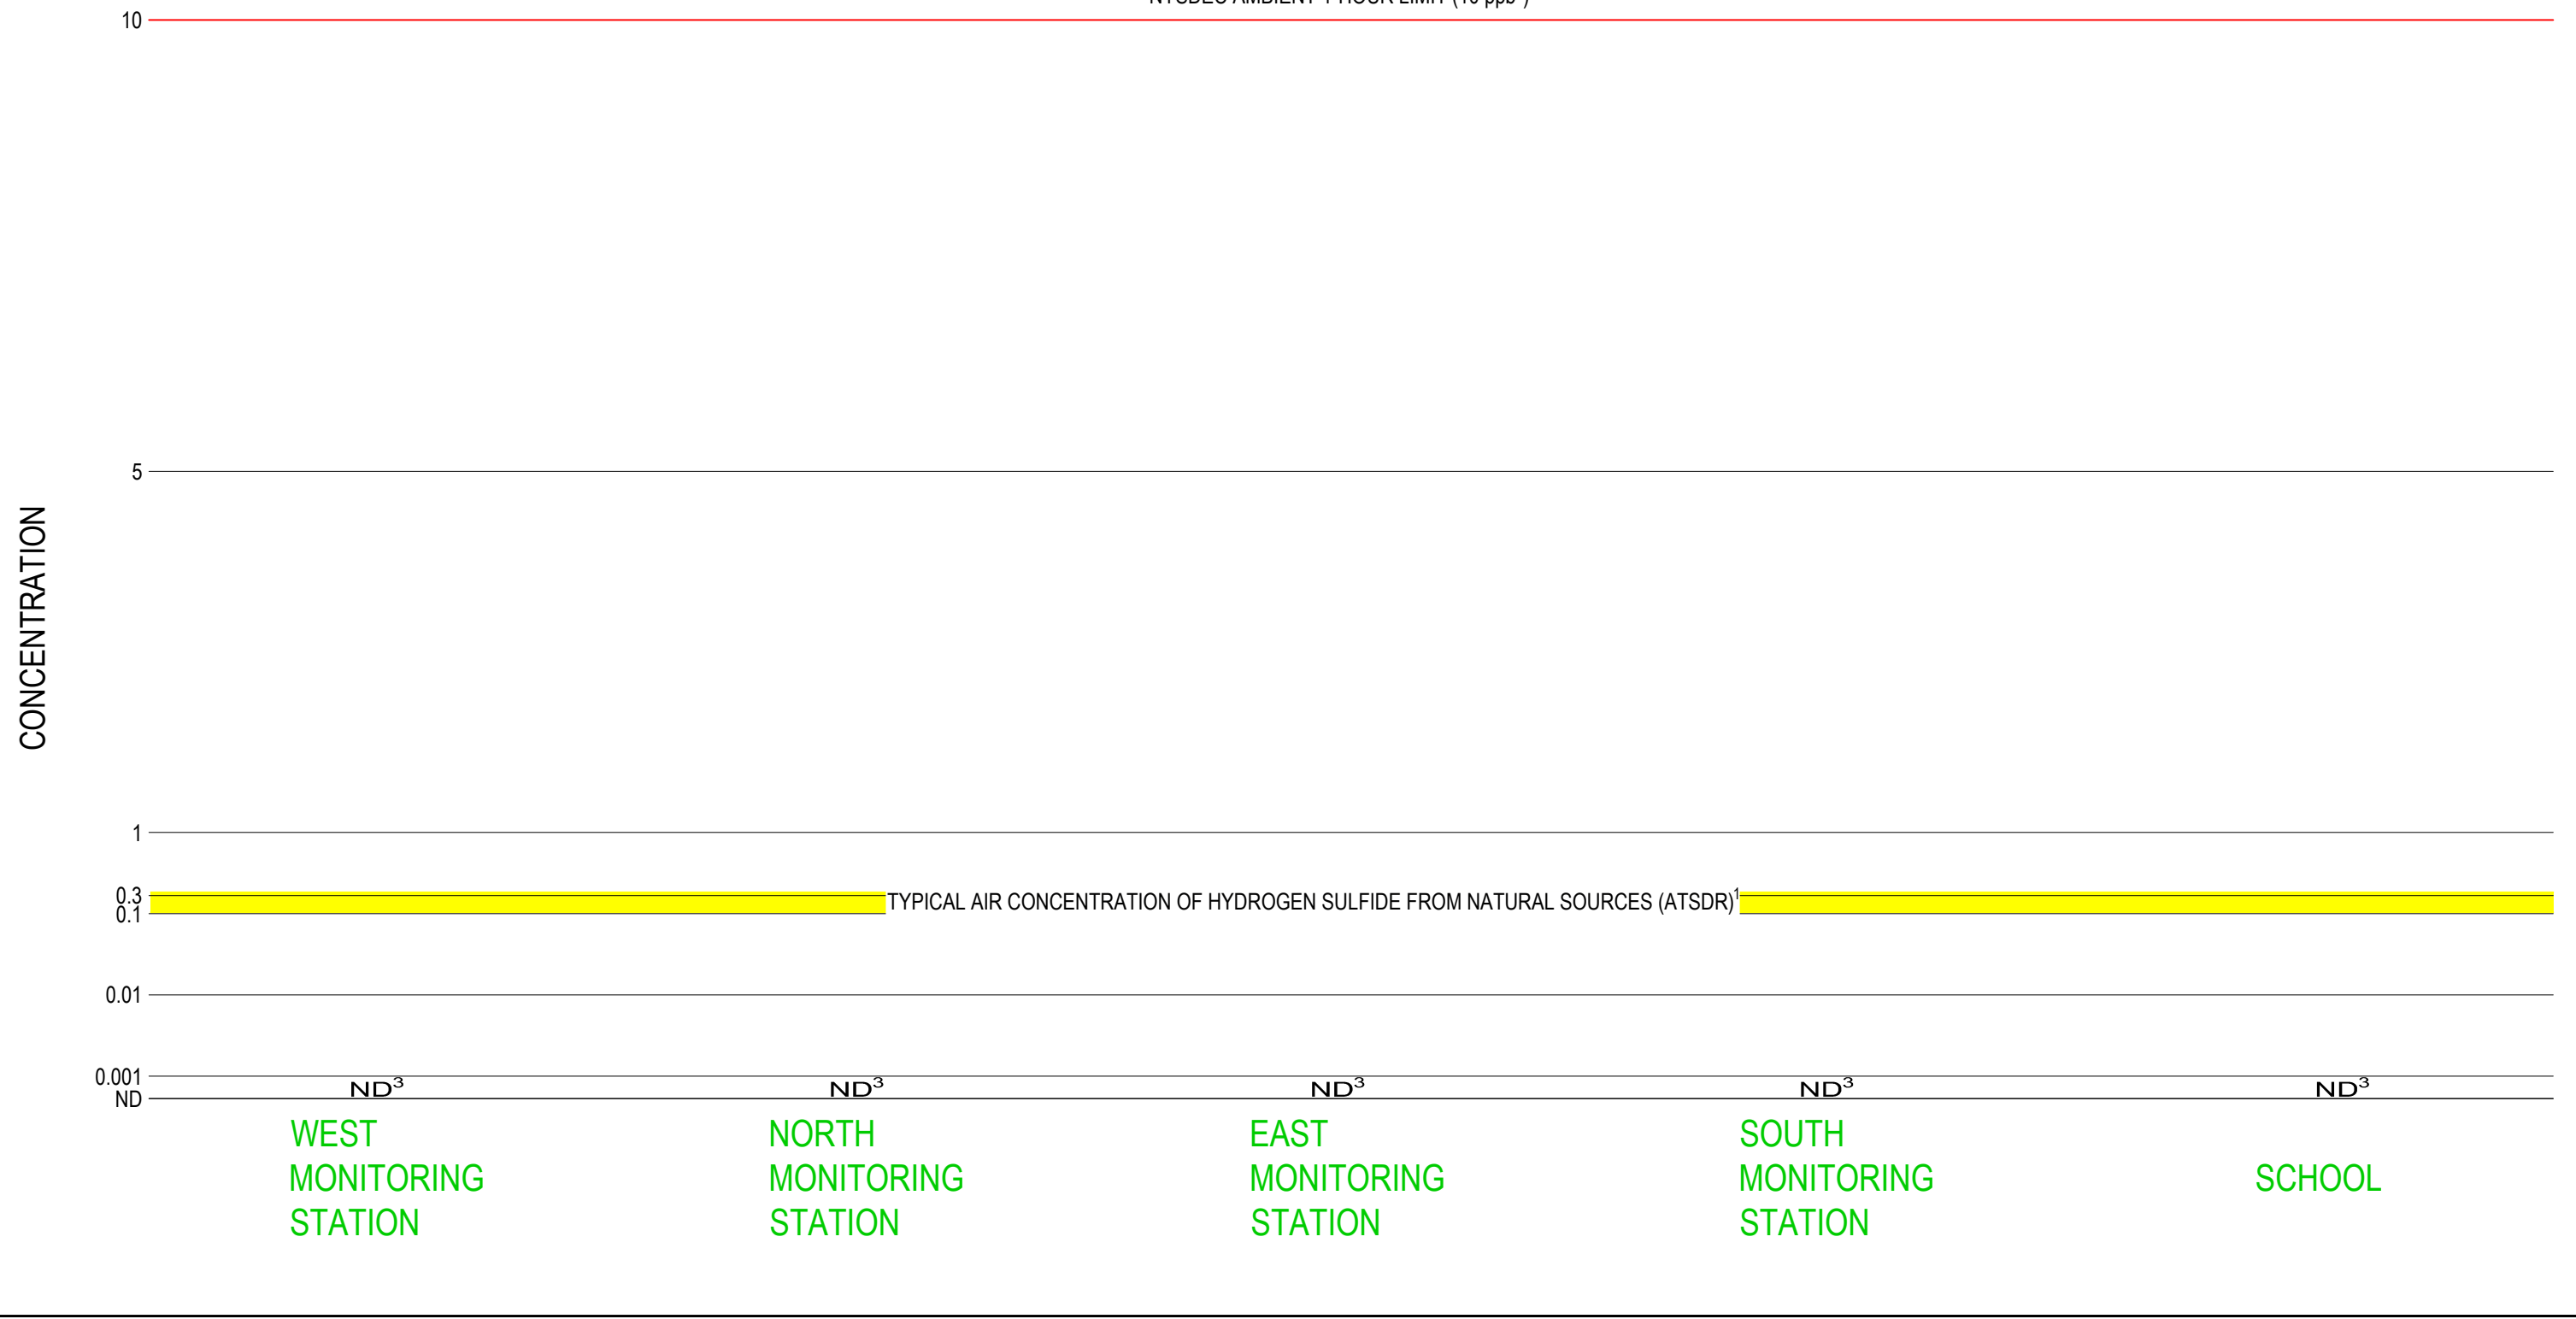 10
5
CONCENTRATION
1
0.3
0.1
TYPICAL AIR CONCENTRATION OF HYDROGEN SULFIDE FROM NATURAL SOURCES (ATSDR)¹
0.01
0.001
ND
ND³ ND³ ND³ ND³ ND³
WEST
MONITORING
STATION
NORTH
MONITORING
STATION
EAST
MONITORING
STATION
SOUTH
MONITORING
STATION
SCHOOL